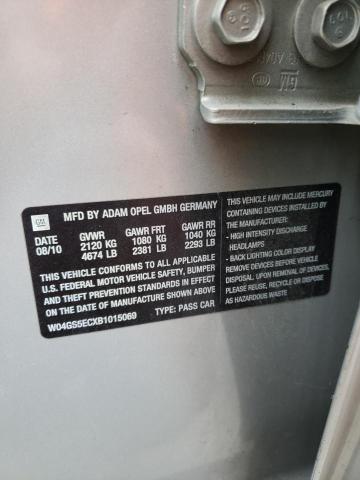 GM
MFD BY ADAM OPEL GMBH GERMANY
DATE GVWR GAWR FRT GAWR RR
08/10 2120 KG 1080 KG 1040 KG
4674 LB 2381 LB 2293 LB
THIS VEHICLE CONFORMS TO ALL APPLICABLE
U.S. FEDERAL MOTOR VEHICLE SAFETY, BUMPER
AND THEFT PREVENTION STANDARDS IN EFFECT
ON THE DATE OF MANUFACTURE SHOWN ABOVE
W04GS5ECXB1015069 TYPE: PASS CAR
THIS VEHICLE MAY INCLUDE MERCURY
CONTAINING DEVICES INSTALLED BY
THE MANUFACTURER:
- HIGH INTENSITY DISCHARGE
HEADLAMPS
- BACK LIGHTING COLOR DISPLAY
REMOVE DEVICES BEFORE VEHICLE
DISPOSAL. UPON REMOVAL OF DEVICES,
PLEASE REUSE, RECYCLE OR DISPOSE
AS HAZARDOUS WASTE
GM